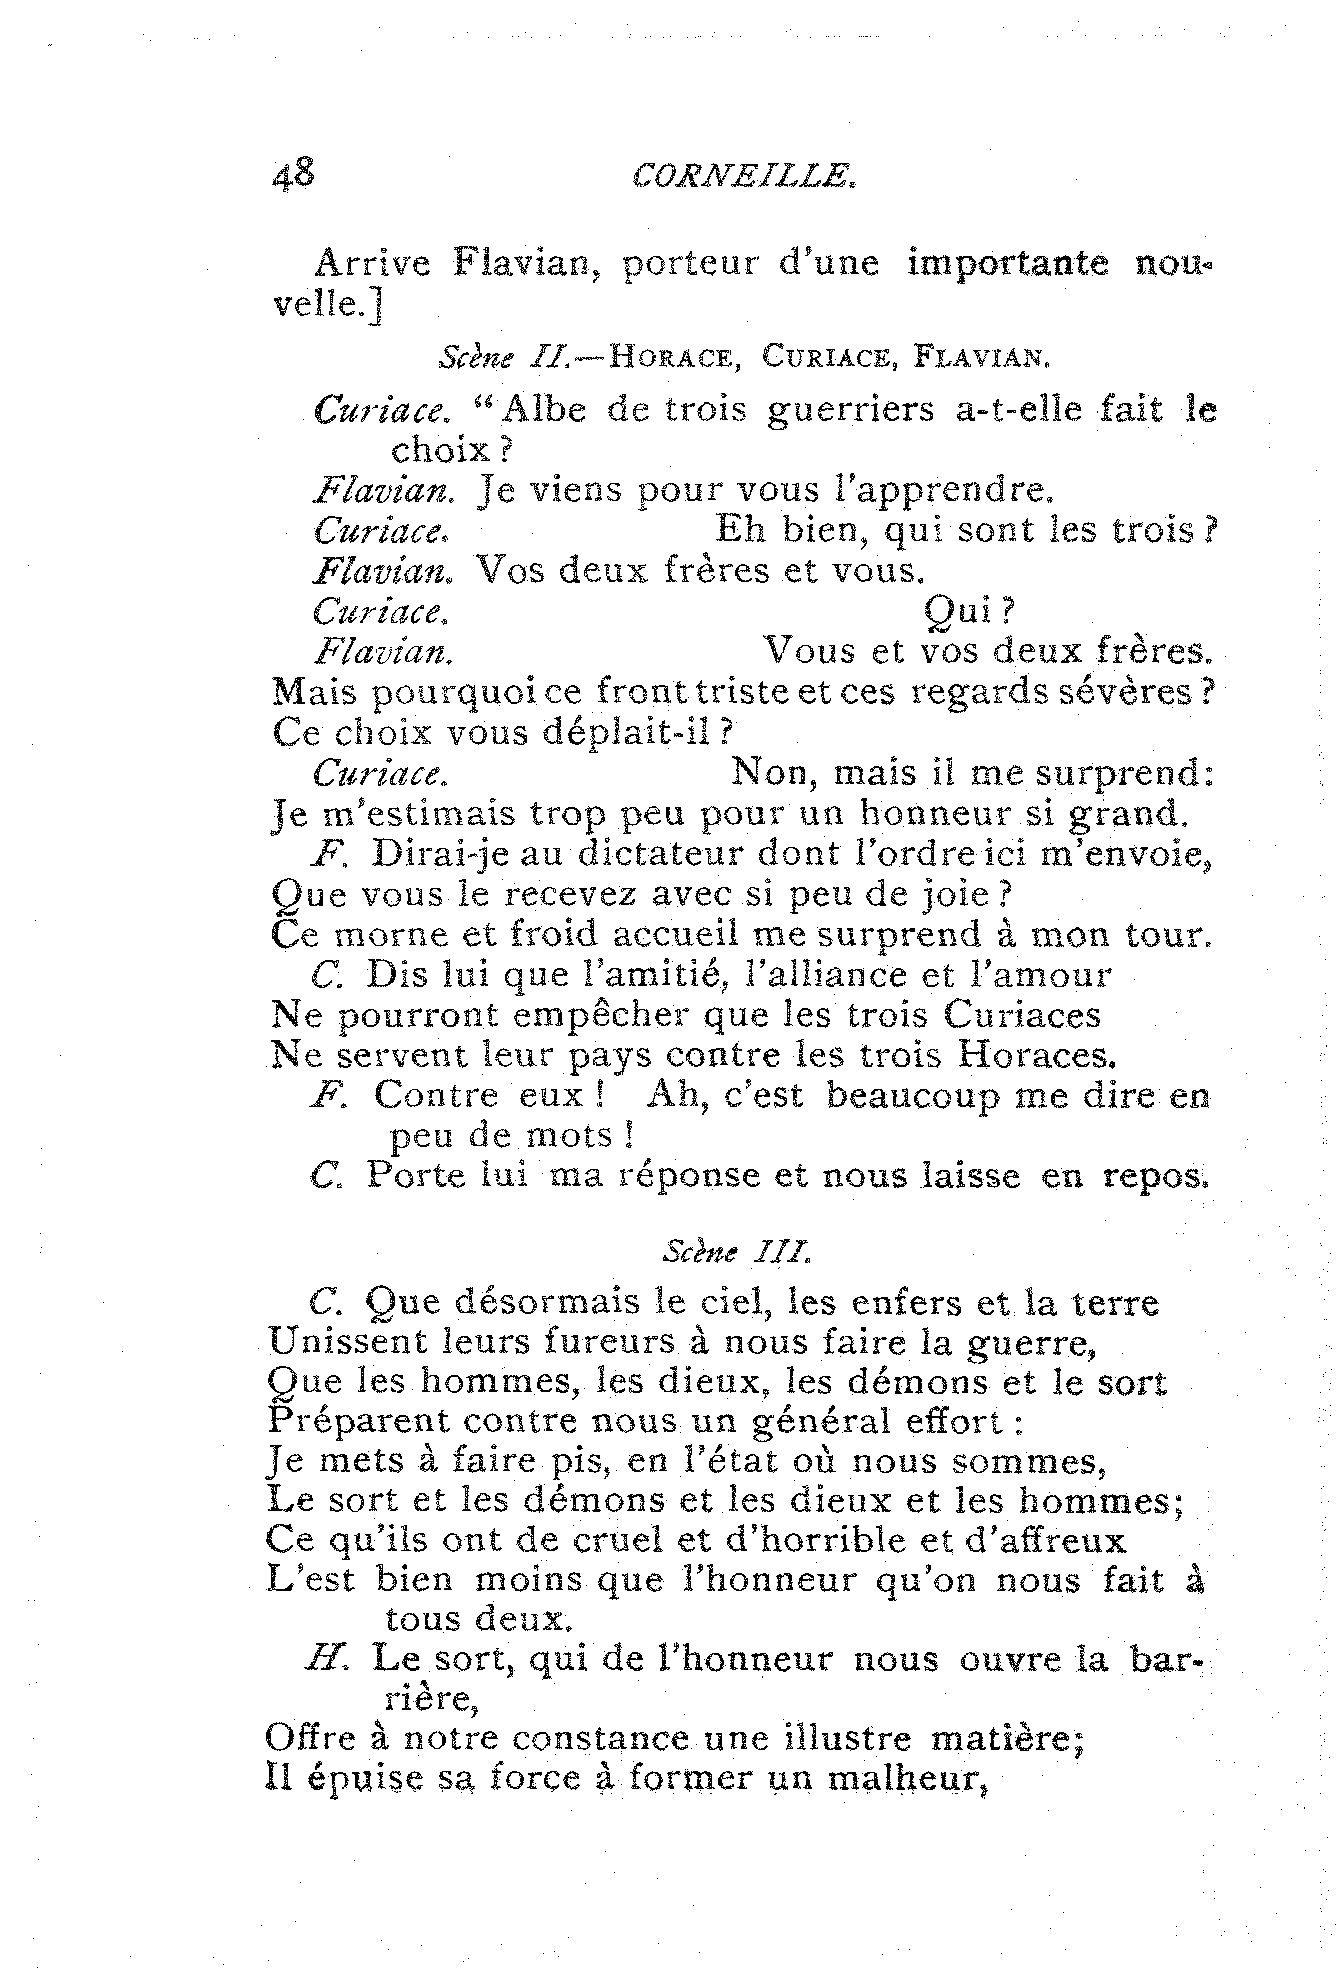 48 CORNEILLE.
Arrive Flavian, porteur d'une importante nou-
velle.]
Scène II.—HORACE, CURIACE, FLAVIAN.
Curiace. “Albe de trois guerriers a-t-elle fait le
choix ?
Flavian. Je viens pour vous l'apprendre.
Curiace. Eh bien, qui sont les trois ?
Flavian. Vos deux frères et vous.
Curiace. Qui ?
Flavian. Vous et vos deux frères.
Mais pourquoi ce front triste et ces regards sévères ?
Ce choix vous déplait-il ?
Curiace. Non, mais il me surprend:
Je m'estimais trop peu pour un honneur si grand.
F. Dirai-je au dictateur dont l'ordre ici m'envoie,
Que vous le recevez avec si peu de joie ?
Ce morne et froid accueil me surprend à mon tour.
C. Dis lui que l'amitié, l'alliance et l'amour
Ne pourront empêcher que les trois Curiaces
Ne servent leur pays contre les trois Horaces.
F. Contre eux ! Ah, c'est beaucoup me dire en
peu de mots !
C. Porte lui ma réponse et nous laisse en repos.
Scène III.
C. Que désormais le ciel, les enfers et la terre
Unissent leurs fureurs à nous faire la guerre,
Que les hommes, les dieux, les démons et le sort
Préparent contre nous un général effort :
Je mets à faire pis, en l'état où nous sommes,
Le sort et les démons et les dieux et les hommes;
Ce qu'ils ont de cruel et d'horrible et d'affreux
L'est bien moins que l'honneur qu'on nous fait à
tous deux.
H. Le sort, qui de l'honneur nous ouvre la bar-
rière,
Offre à notre constance une illustre matière;
Il épuise sa force à former un malheur,